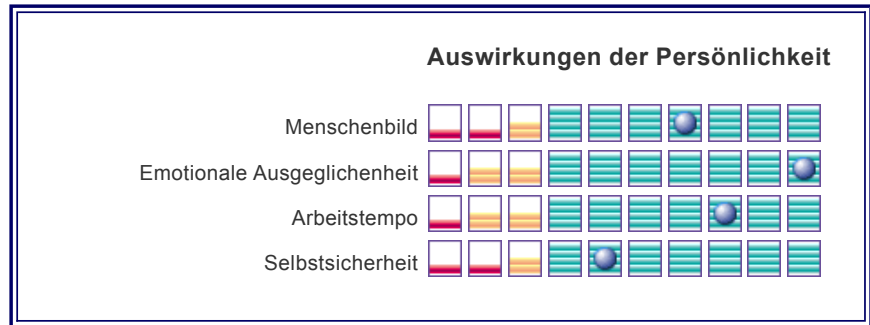 Auswirkungen der Persönlichkeit
Menschenbild
Emotionale Ausgeglichenheit
Arbeitstempo
Selbstsicherheit